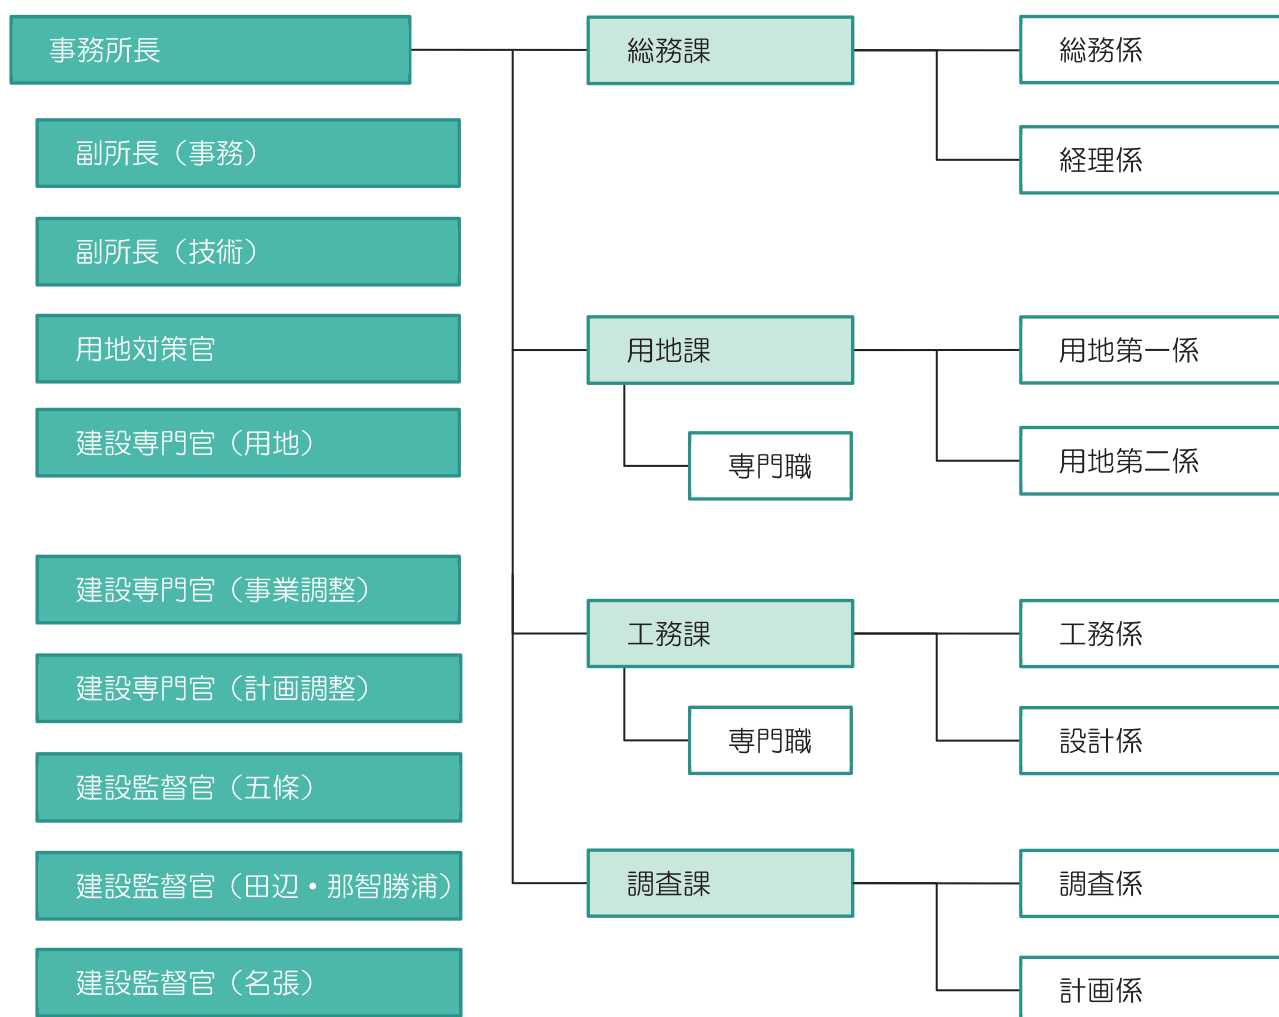 事務所長
副所長（事務）
副所長（技術）
用地対策官
建設専門官（用地）
建設専門官（事業調整）
建設専門官（計画調整）
建設監督官（五條）
建設監督官（田辺・那智勝浦）
建設監督官（名張）
総務課
総務係
経理係
用地課
専門職
用地第一係
用地第二係
工務課
専門職
工務係
設計係
調査課
調査係
計画係